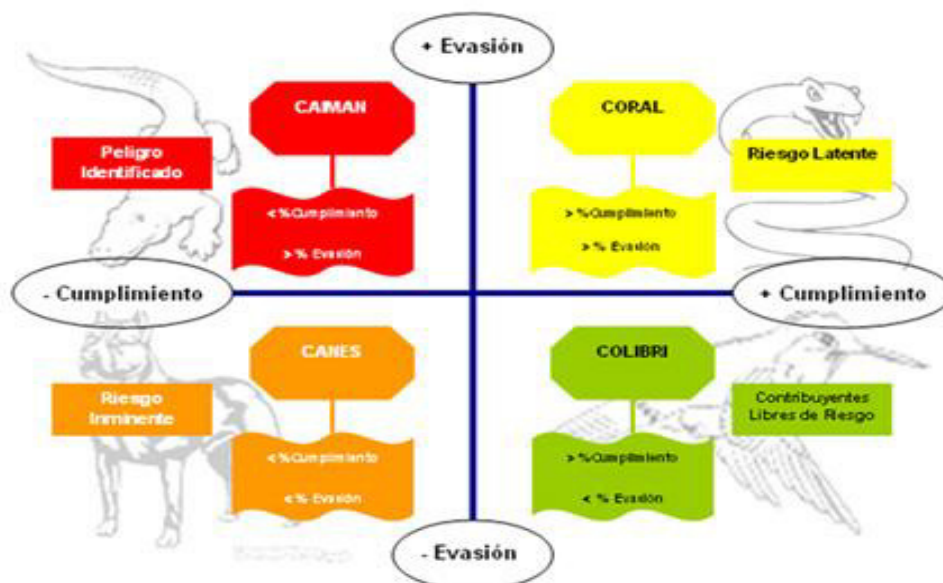 + Evasión
CAIMAN
CORAL
Peligro
Identificado
Riesgo Latente
< %Cumplimiento
> % Evasión
> %Cumplimiento
> % Evasión
- Cumplimiento
+ Cumplimiento
CANES
COLIBRI
Riesgo
Inminente
Contribuyentes
Libres de Riesgo
< %Cumplimiento
< % Evasión
> %Cumplimiento
< % Evasión
- Evasión